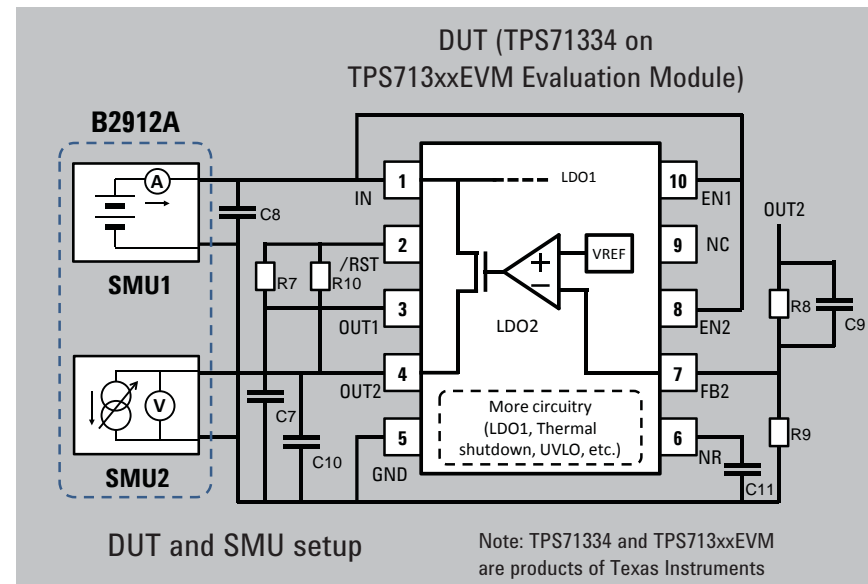 DUT (TPS71334 on
TPS713xxEVM Evaluation Module)
B2912A
A
SMU1
C8
V
SMU2
R7
R10
C7
C10
1
IN
2
/RST
3
OUT1
4
OUT2
5
GND
LDO1
VREF
+
−
LDO2
More circuitry
(LDO1, Thermal
shutdown, UVLO, etc.)
10
EN1
9
NC
8
EN2
7
FB2
6
NR
C11
OUT2
R8
C9
R9
DUT and SMU setup
Note: TPS71334 and TPS713xxEVM
are products of Texas Instruments